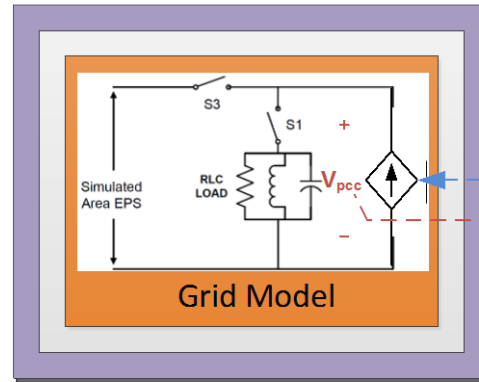 S3
S1
+
RLC
LOAD
Vpcc
Simulated
Area EPS
−
Grid Model